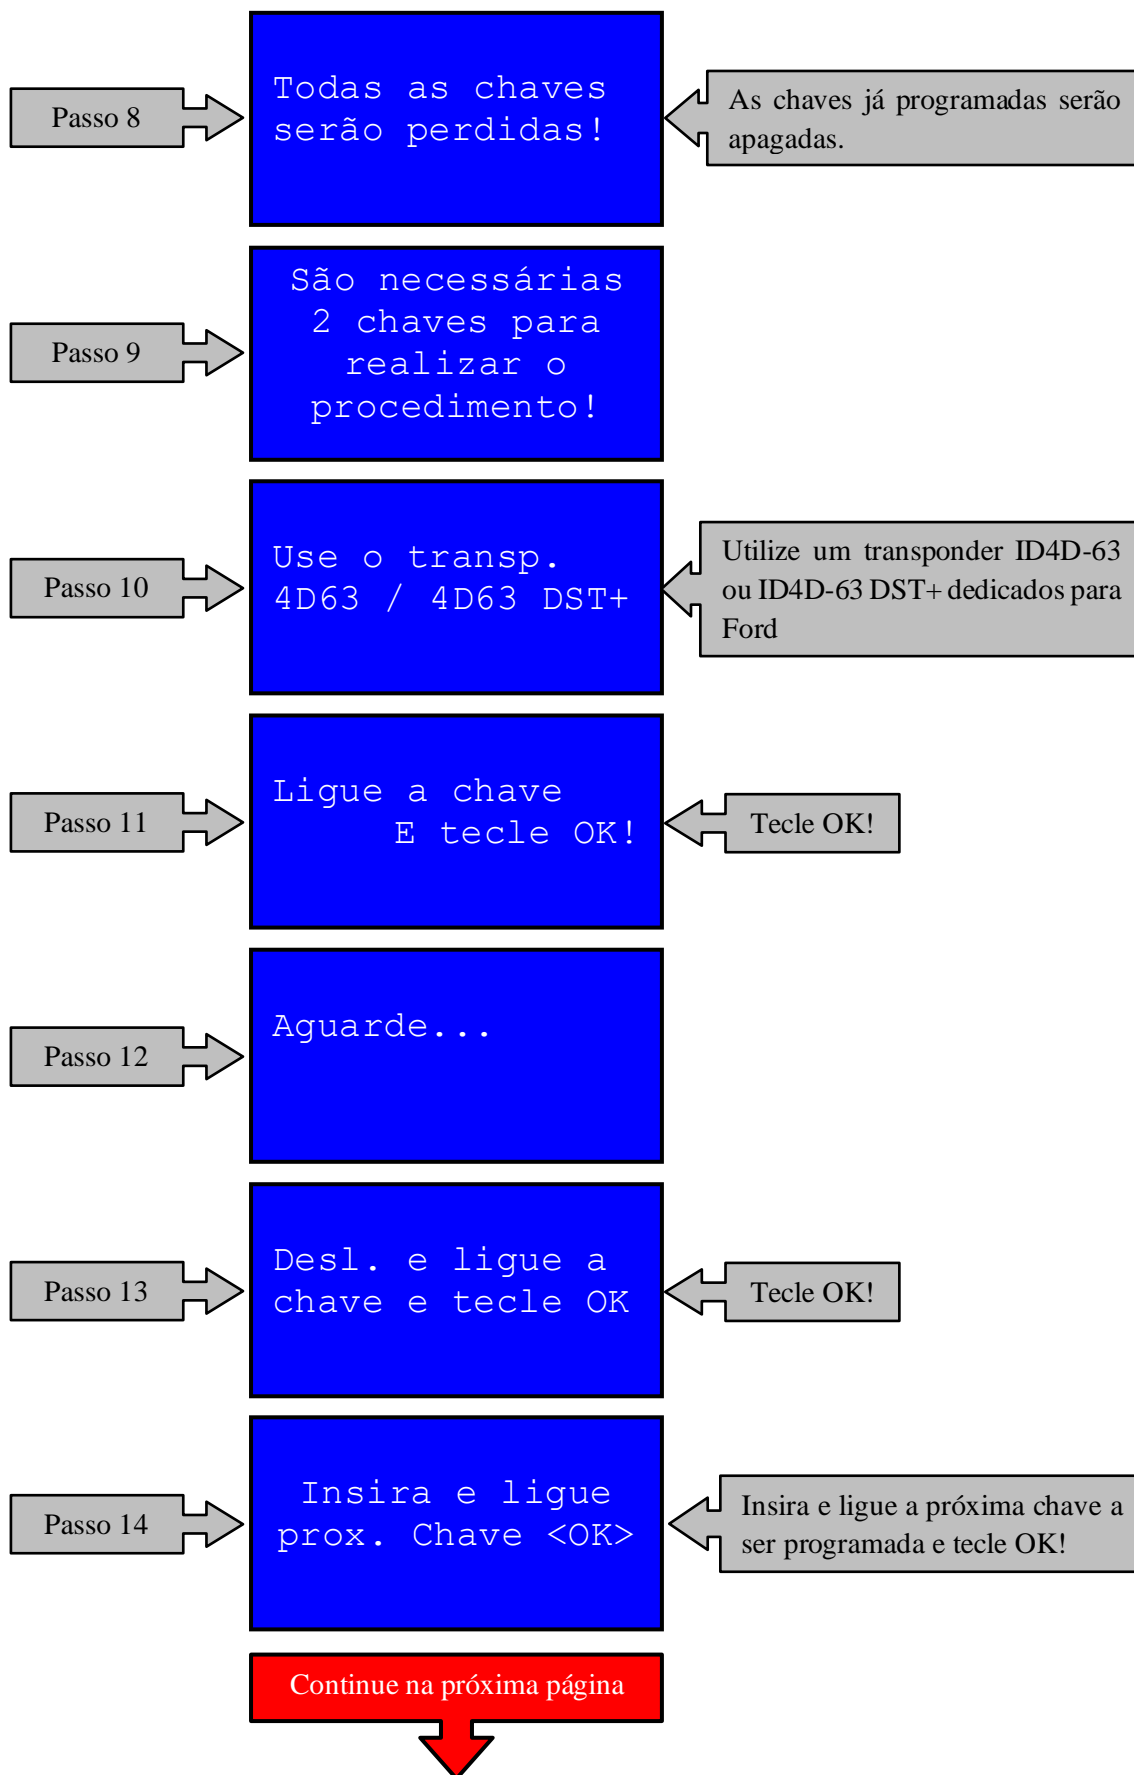 Passo 8
Todas as chaves
serão perdidas!
As chaves já programadas serão
apagadas.
Passo 9
São necessárias
2 chaves para
realizar o
procedimento!
Passo 10
Use o transp.
4D63 / 4D63 DST+
Utilize um transponder ID4D-63
ou ID4D-63 DST+ dedicados para
Ford
Passo 11
Ligue a chave
E tecle OK!
Tecle OK!
Passo 12
Aguarde...
Passo 13
Desl. e ligue a
chave e tecle OK
Tecle OK!
Passo 14
Insira e ligue
prox. Chave <OK>
Insira e ligue a próxima chave a
ser programada e tecle OK!
Continue na próxima página